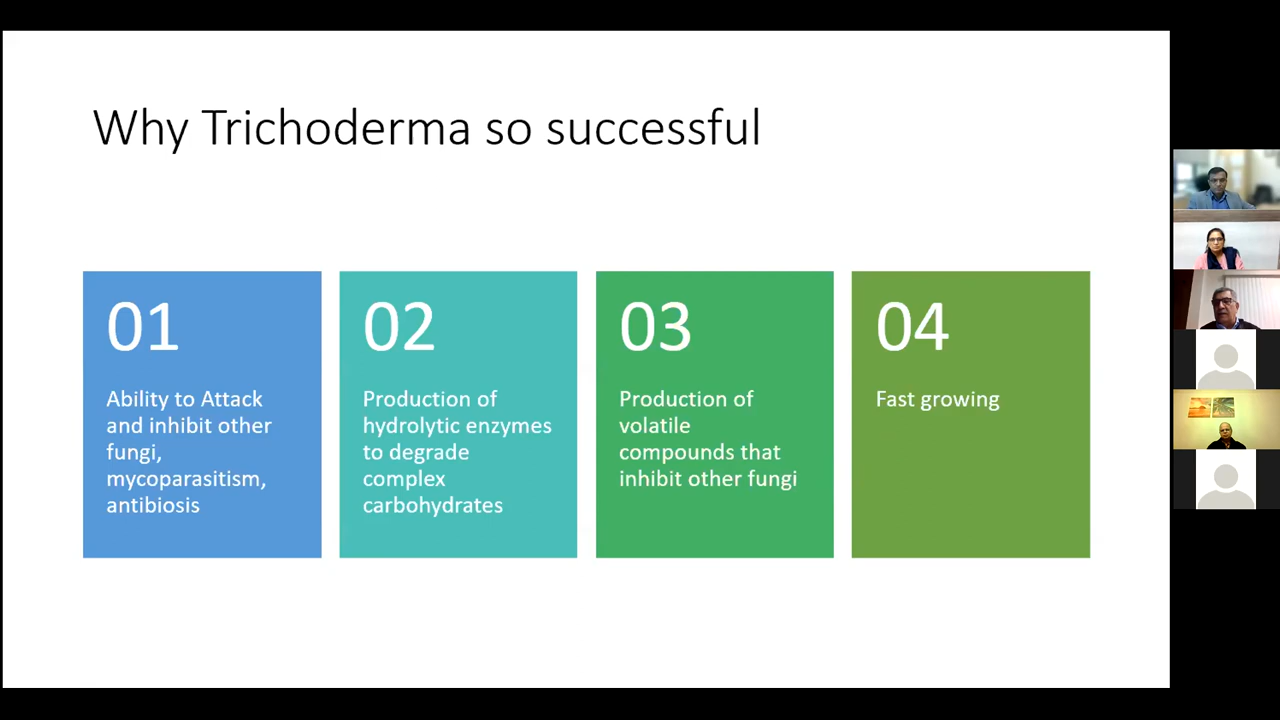 Why Trichoderma so successful
01
Ability to Attack
and inhibit other
fungi,
mycoparasitism,
antibiosis
02
Production of
hydrolytic enzymes
to degrade
complex
carbohydrates
03
Production of
volatile
compounds that
inhibit other fungi
04
Fast growing